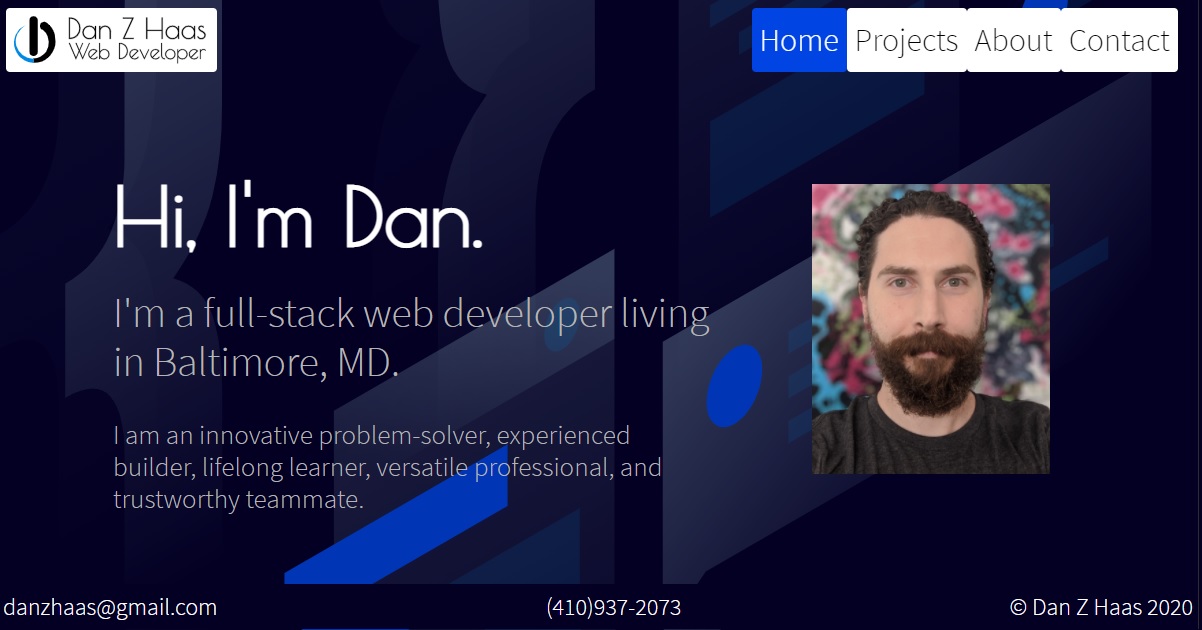 Dan Z Haas
Web Developer
Home Projects About Contact
Hi, I'm Dan.
I'm a full-stack web developer living
in Baltimore, MD.
I am an innovative problem-solver, experienced
builder, lifelong learner, versatile professional, and
trustworthy teammate.
danzhaas@gmail.com (410)937-2073 © Dan Z Haas 2020